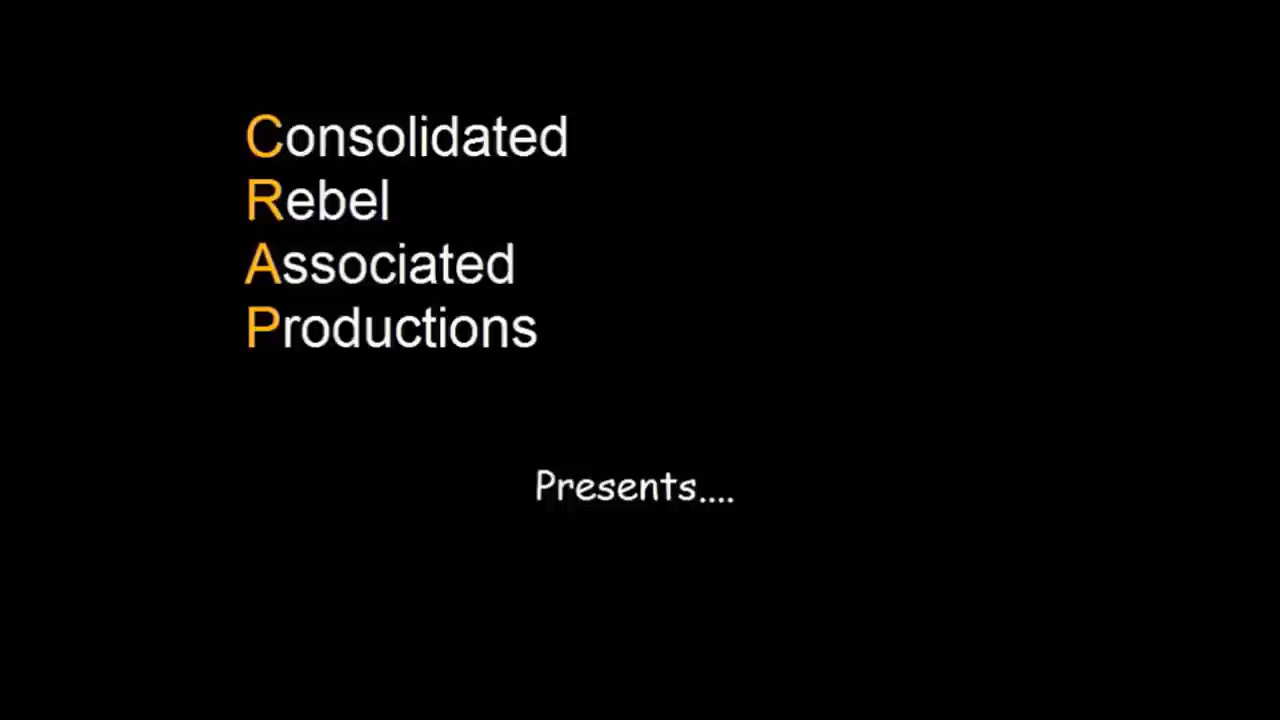 Consolidated
Rebel
Associated
Productions
Presents....